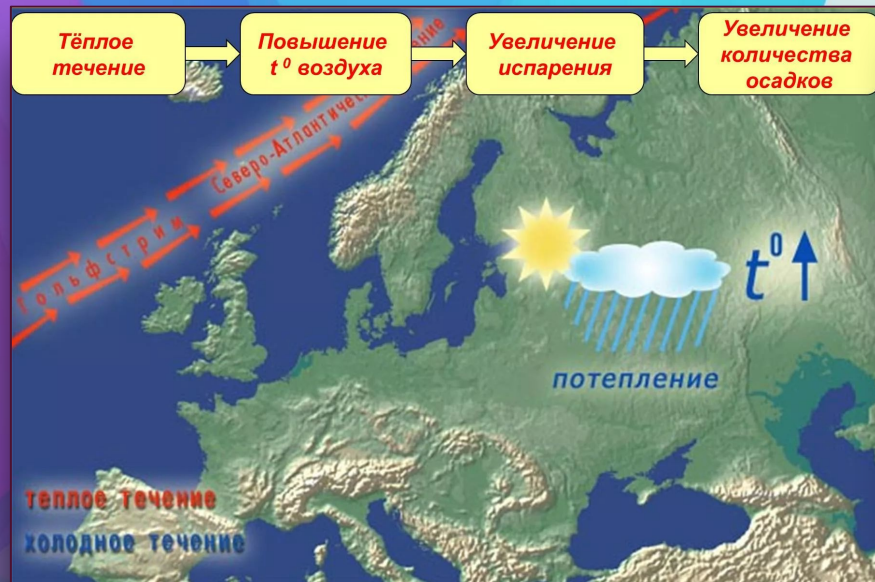 Тёплое
течение
Повышение
t⁰ воздуха
Увеличение
испарения
Увеличение
количества
осадков
Гольфстрим
Северо-Атлантическое
t⁰
потепление
теплое течение
холодное течение